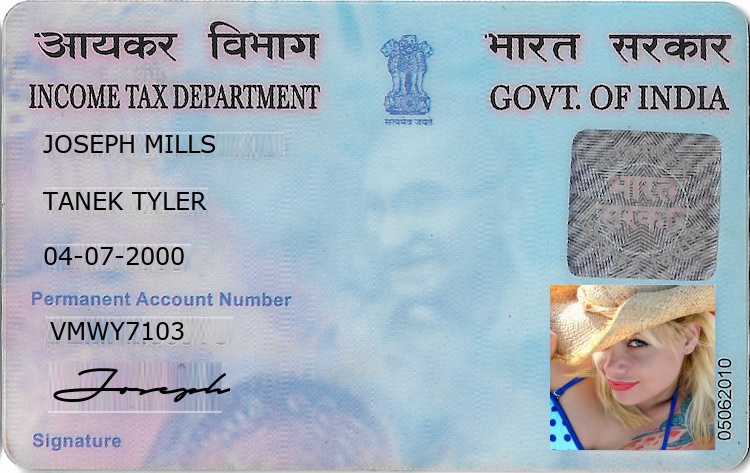 आयकर विभाग
भारत सरकार
INCOME TAX DEPARTMENT
GOVT. OF INDIA
सत्यमेव जयते
JOSEPH MILLS
TANEK TYLER
04-07-2000
भारत
सरकार
Permanent Account Number
VMWY7103
Joseph
Signature
05062010